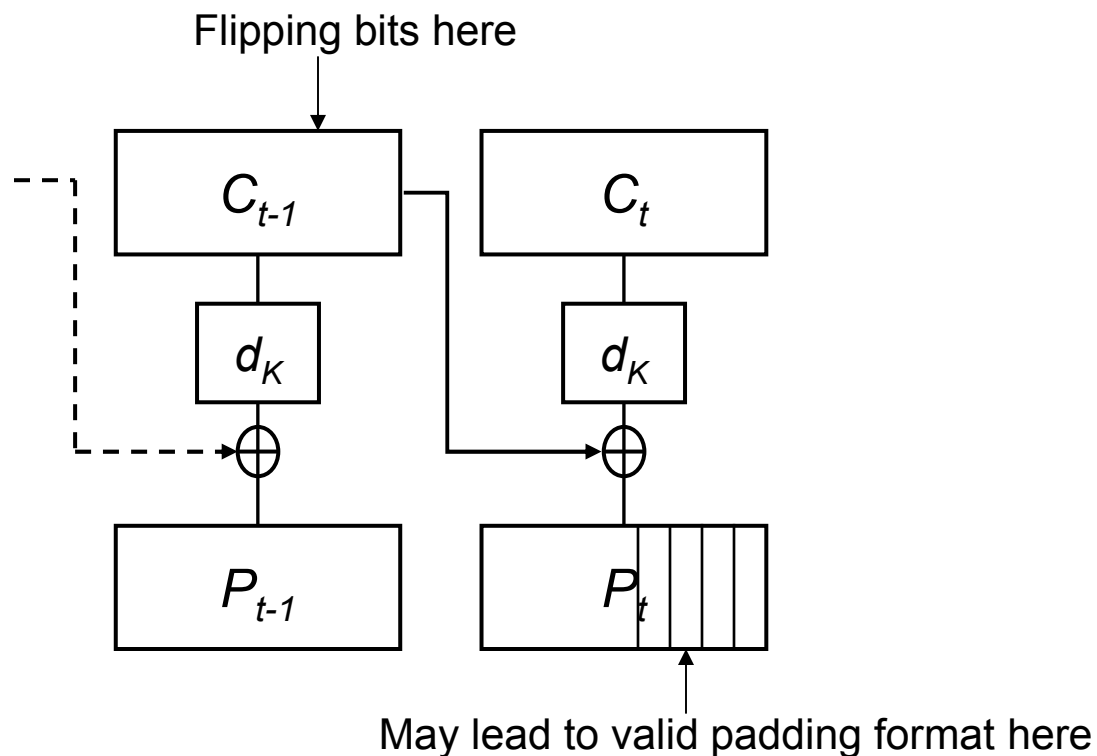 Flipping bits here
C_{t-1}
C_t
d_K
d_K
P_{t-1}
P_t
May lead to valid padding format here